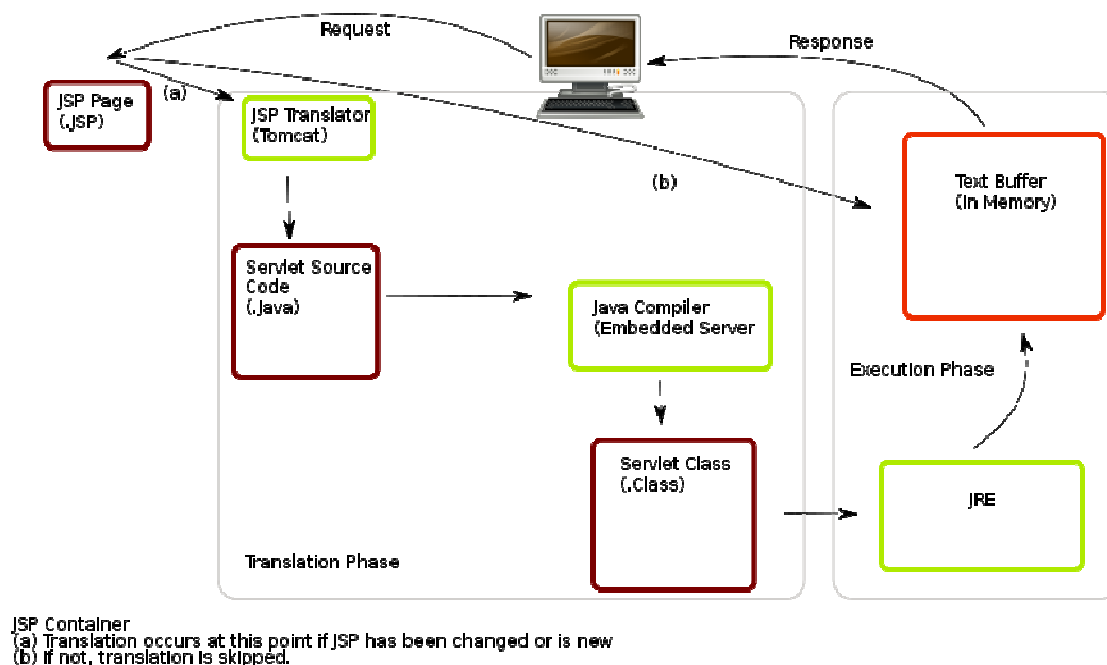 Request
Response
JSP Page
(.JSP)
(a)
JSP Translator
(Tomcat)
(b)
Text Buffer
(in Memory)
Servlet Source
Code
(.Java)
Java Compiler
(Embedded Server
Execution Phase
Servlet Class
(.Class)
JRE
Translation Phase
JSP Container
(a) Translation occurs at this point if JSP has been changed or is new
(b) if not, translation is skipped.